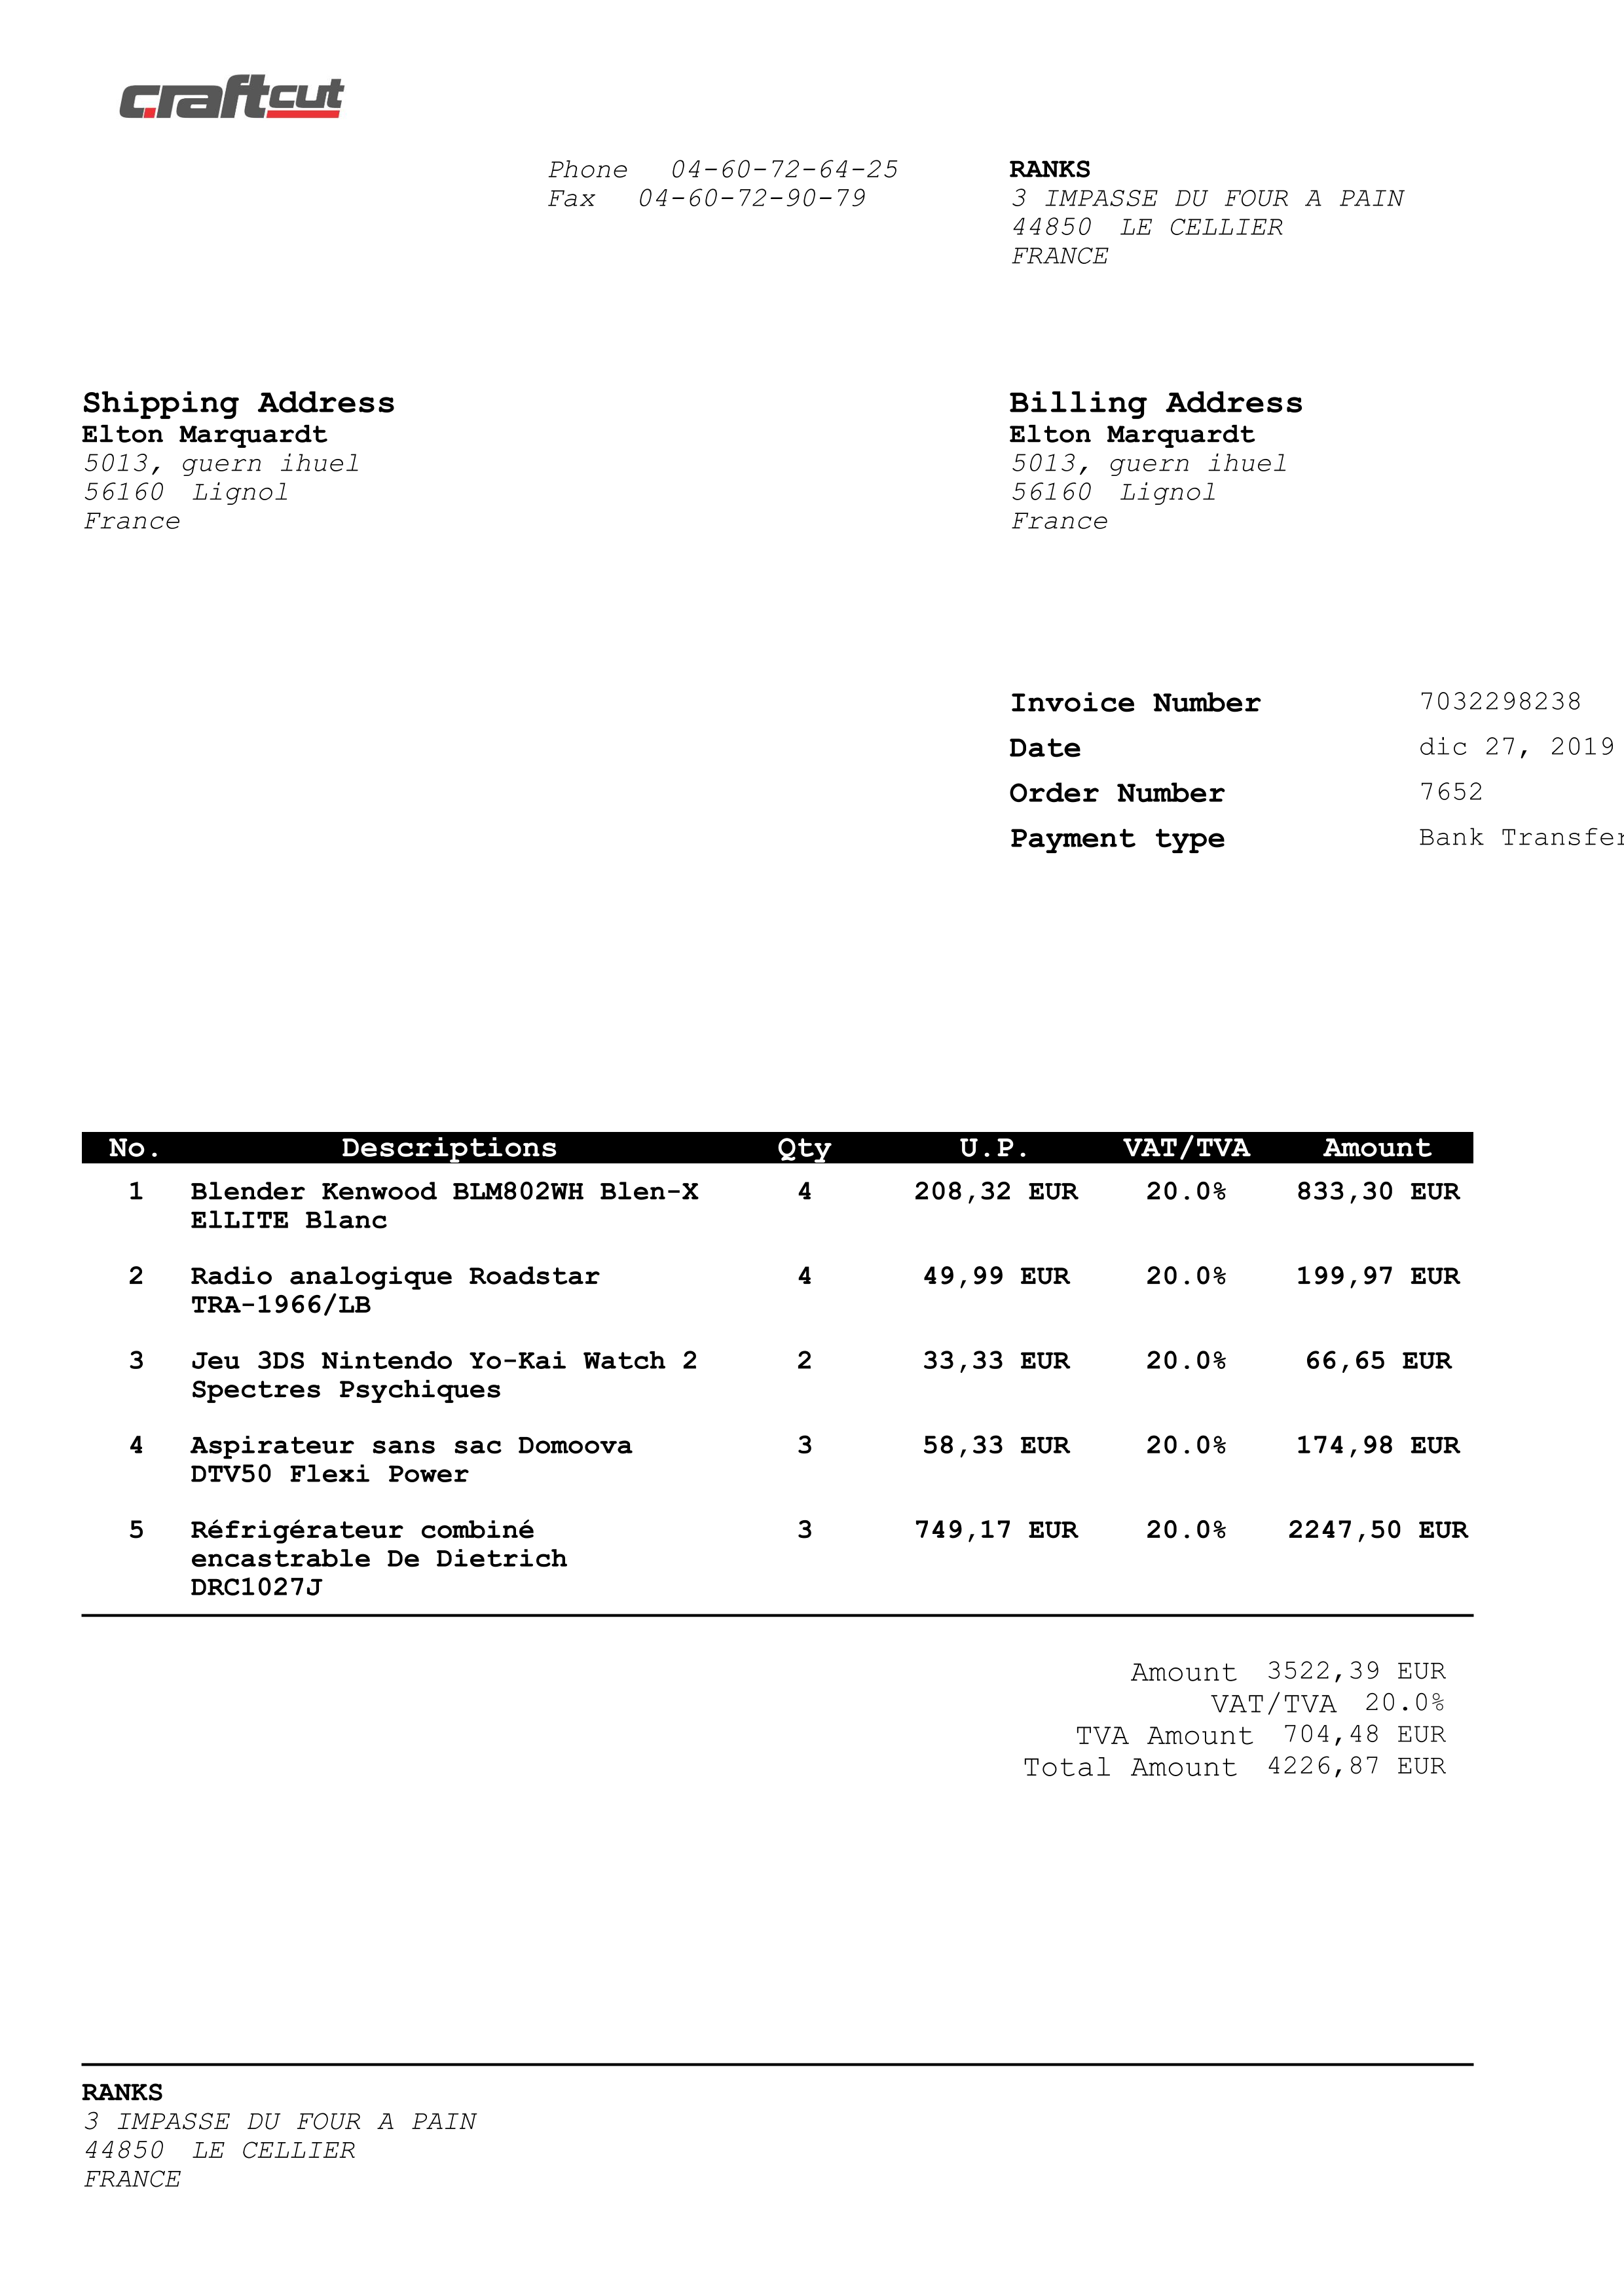 craftcut
Phone 04-60-72-64-25
Fax 04-60-72-90-79
RANKS
3 IMPASSE DU FOUR A PAIN
44850 LE CELLIER
FRANCE
Shipping Address
Elton Marquardt
5013, guern ihuel
56160 Lignol
France
Billing Address
Elton Marquardt
5013, guern ihuel
56160 Lignol
France
Invoice Number 7032298238
Date dic 27, 2019
Order Number 7652
Payment type Bank Transfer
No. Descriptions Qty U.P. VAT/TVA Amount
1 Blender Kenwood BLM802WH Blen-X 4 208,32 EUR 20.0% 833,30 EUR
ElLITE Blanc
2 Radio analogique Roadstar 4 49,99 EUR 20.0% 199,97 EUR
TRA-1966/LB
3 Jeu 3DS Nintendo Yo-Kai Watch 2 2 33,33 EUR 20.0% 66,65 EUR
Spectres Psychiques
4 Aspirateur sans sac Domoova 3 58,33 EUR 20.0% 174,98 EUR
DTV50 Flexi Power
5 Réfrigérateur combiné 3 749,17 EUR 20.0% 2247,50 EUR
encastrable De Dietrich
DRC1027J
Amount 3522,39 EUR
VAT/TVA 20.0%
TVA Amount 704,48 EUR
Total Amount 4226,87 EUR
RANKS
3 IMPASSE DU FOUR A PAIN
44850 LE CELLIER
FRANCE